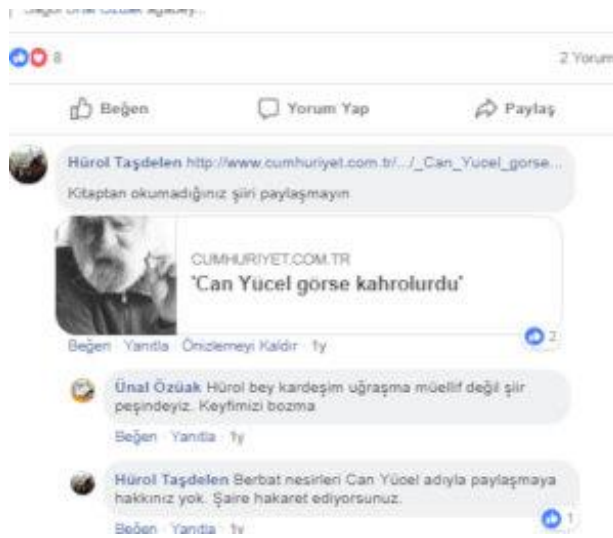 8
2 Yorum
Beğen Yorum Yap Paylaş
Hürol Taşdelen http://www.cumhuriyet.com.tr/.../_Can_Yucel_gorse...
Kitaptan okumadığınız şiiri paylaşmayın
CUMHURIYET.COM.TR
'Can Yücel görse kahrolurdu'
Beğen · Yanıtla · Önizlemeyi Kaldır · 1y
2
Ünal Özüak Hürol bey kardeşim uğraşma müellif değil şiir
peşindeyiz. Keyfimizi bozma
Beğen · Yanıtla · 1y
Hürol Taşdelen Berbat nesirleri Can Yücel adıyla paylaşmaya
hakkınız yok. Şaire hakaret ediyorsunuz.
1
Beğen · Yanıtla · 1y